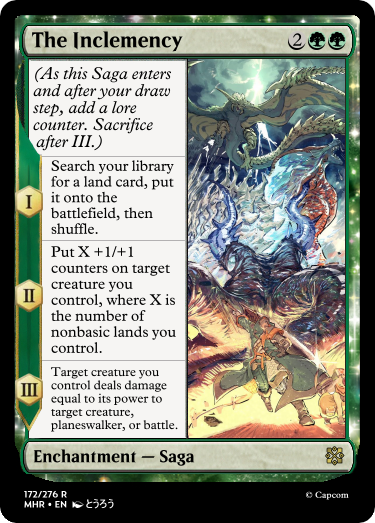 The Inclemency 2
(As this Saga enters
and after your draw
step, add a lore
counter. Sacrifice
after III.)
I
Search your library
for a land card, put
it onto the
battlefield, then
shuffle.
II
Put X +1/+1
counters on target
creature you
control, where X is
the number of
nonbasic lands you
control.
III
Target creature you
control deals damage
equal to its power to
target creature,
planeswalker, or battle.
Enchantment — Saga
172/276 R
MHR • EN とうろう
© Capcom